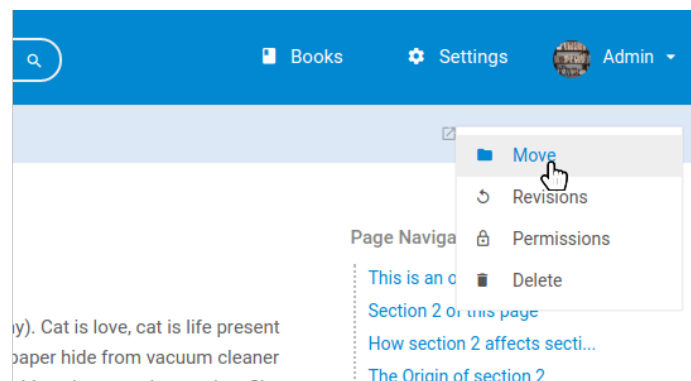 Books Settings Admin
Move
Revisions
Page Naviga Permissions
This is an o Delete
Section 2 of this page
ny). Cat is love, cat is life present
How section 2 affects secti...
paper hide from vacuum cleaner
The Origin of section 2